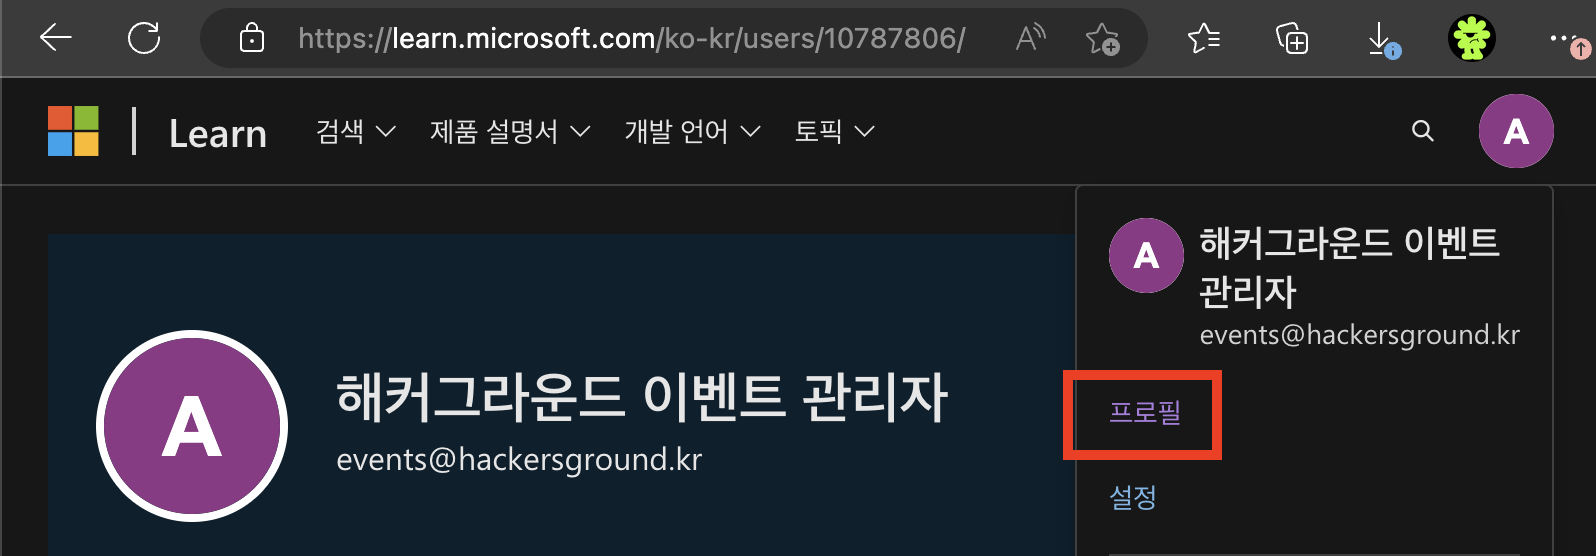 https://learn.microsoft.com/ko-kr/users/10787806/
Learn 검색 제품 설명서 개발 언어 토픽 A
A 해커그라운드 이벤트
관리자
events@hackersground.kr
A 해커그라운드 이벤트 관리자
events@hackersground.kr
프로필
설정